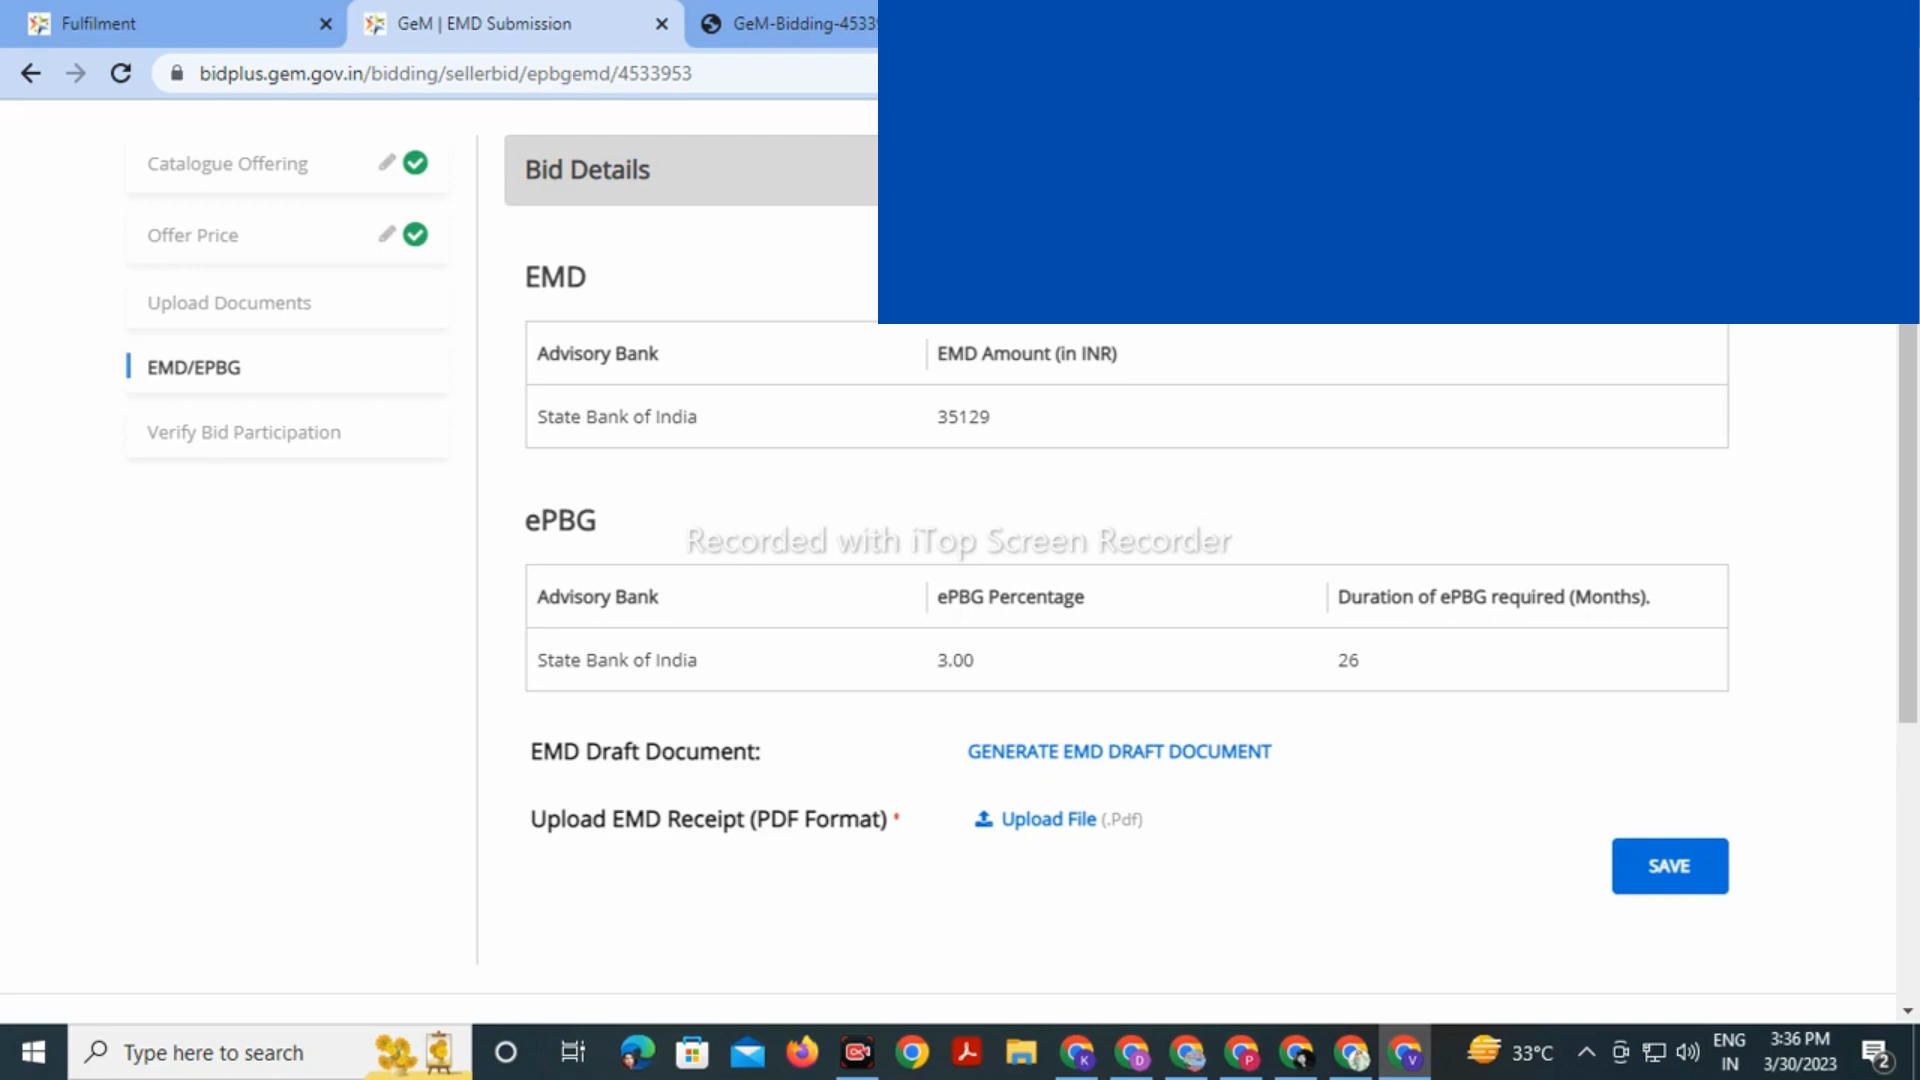 Fulfilment
GeM | EMD Submission
GeM-Bidding-4533
bidplus.gem.gov.in/bidding/sellerbid/epbgemd/4533953
Catalogue Offering
Offer Price
Upload Documents
EMD/EPBG
Verify Bid Participation
Bid Details
EMD
Advisory Bank EMD Amount (in INR)
State Bank of India 35129
ePBG
Recorded with iTop Screen Recorder
Advisory Bank ePBG Percentage Duration of ePBG required (Months).
State Bank of India 3.00 26
EMD Draft Document: GENERATE EMD DRAFT DOCUMENT
Upload EMD Receipt (PDF Format) * Upload File (.Pdf)
SAVE
Type here to search
K
D
P
V
33°C
ENG
IN
3:36 PM
3/30/2023
2